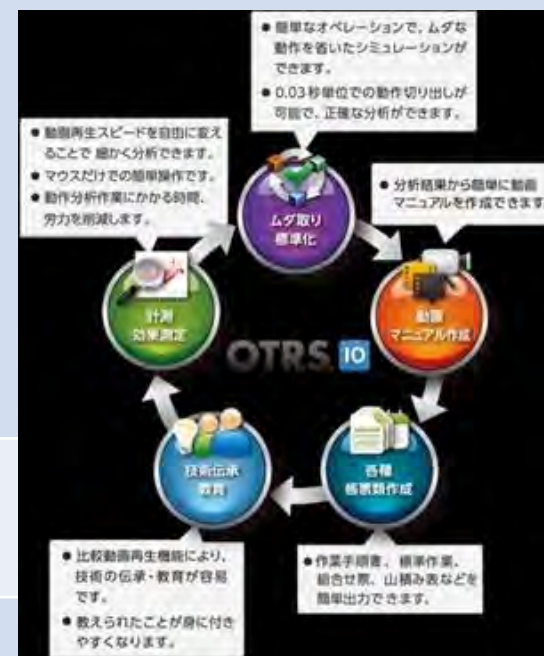 ● 簡単なオペレーションで、ムダな
動作を省いたシミュレーションが
できます。
● 0.03秒単位での動作切り出しが
可能で、正確な分析ができます。
● 動画再生スピードを自由に変え
ることで 細かく分析できます。
● マウスだけでの簡単操作です。
● 動作分析作業にかかる時間、
労力を削減します。
ムダ取り
標準化
● 分析結果から簡単に動画
マニュアルを作成できます
計測
効果測定
動画
マニュアル作成
OTRS 10
技術伝承
教育
各種
帳票類作成
● 比較動画再生機能により、
技術の伝承・教育が容易
です。
● 教えられたことが身に付き
やすくなります。
● 作業手順書、標準作業、
組合せ票、山積み表などを
簡単出力できます。